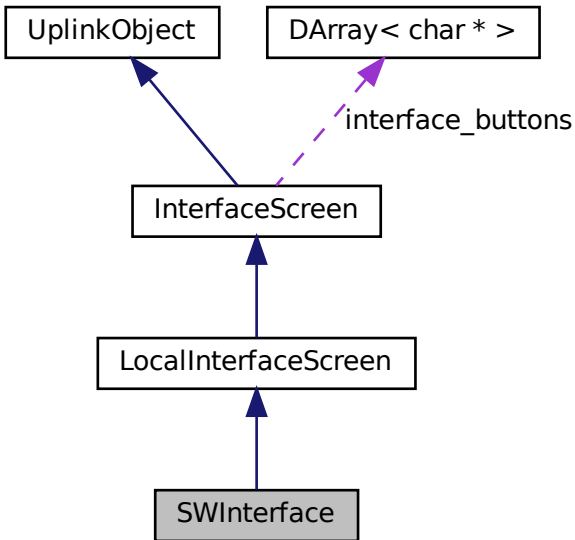 UplinkObject
DArray< char * >
interface_buttons
InterfaceScreen
LocalInterfaceScreen
SWInterface